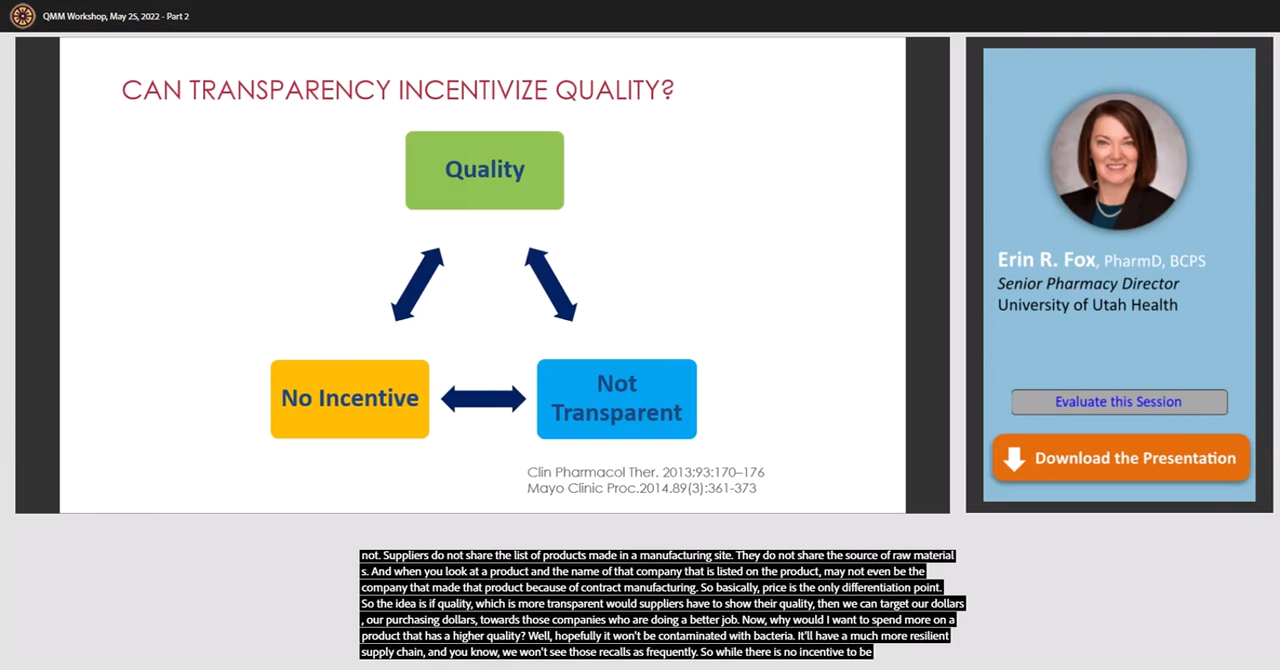 QMM Workshop, May 25, 2022 - Part 2
CAN TRANSPARENCY INCENTIVIZE QUALITY?
Quality
No Incentive
Not
Transparent
Clin Pharmacol Ther. 2013;93:170–176
Mayo Clinic Proc.2014.89(3):361-373
Erin R. Fox, PharmD, BCPS
Senior Pharmacy Director
University of Utah Health
Evaluate this Session
Download the Presentation
not. Suppliers do not share the list of products made in a manufacturing site. They do not share the source of raw material
s. And when you look at a product and the name of that company that is listed on the product, may not even be the
company that made that product because of contract manufacturing. So basically, price is the only differentiation point.
So the idea is if quality, which is more transparent would suppliers have to show their quality, then we can target our dollars
, our purchasing dollars, towards those companies who are doing a better job. Now, why would I want to spend more on a
product that has a higher quality? Well, hopefully it won't be contaminated with bacteria. It'll have a much more resilient
supply chain, and you know, we won't see those recalls as frequently. So while there is no incentive to be